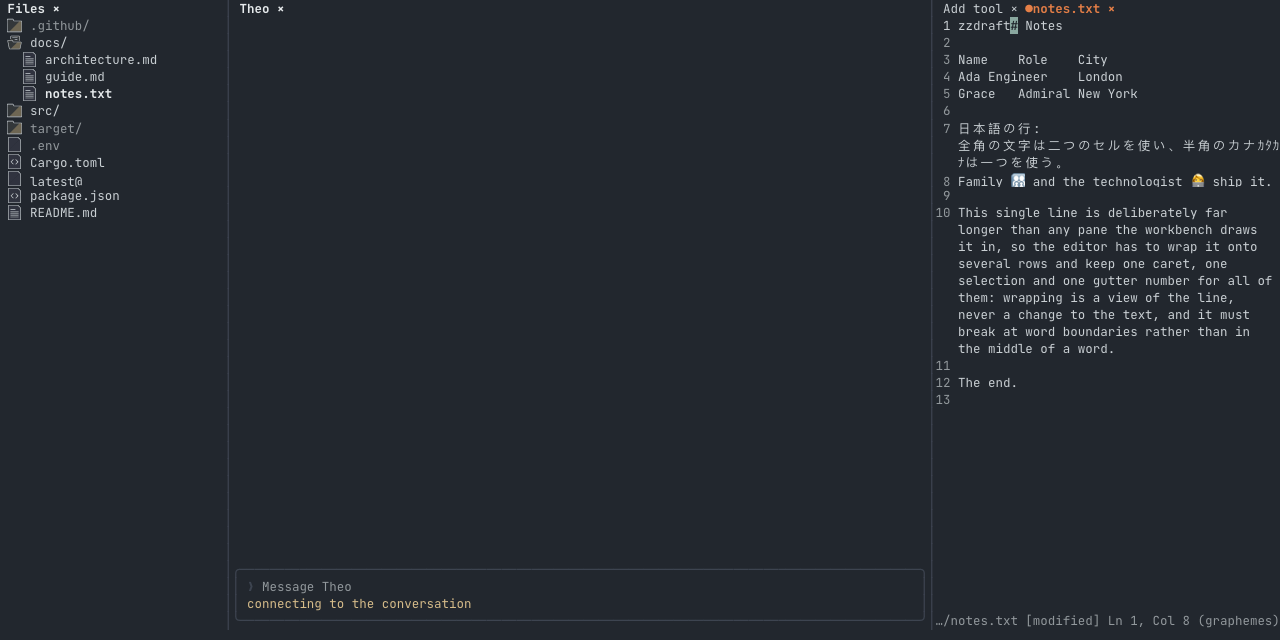 Files ×
.github/
docs/
architecture.md
guide.md
notes.txt
src/
target/
.env
Cargo.toml
latest@
package.json
README.md
Theo ×
⟩ Message Theo
connecting to the conversation
Add tool × ●notes.txt ×
1 zzdraft# Notes
2
3 Name    Role    City
4 Ada Engineer    London
5 Grace   Admiral New York
6
7 日本語の行:
全角の文字は二つのセルを使い、半角のカナｶﾀｶ
ﾅは一つを使う。
8 Family 👪 and the technologist 👩‍💻 ship it.
9
10 This single line is deliberately far
longer than any pane the workbench draws
it in, so the editor has to wrap it onto
several rows and keep one caret, one
selection and one gutter number for all of
them: wrapping is a view of the line,
never a change to the text, and it must
break at word boundaries rather than in
the middle of a word.
11
12 The end.
13
…/notes.txt [modified] Ln 1, Col 8 (graphemes)